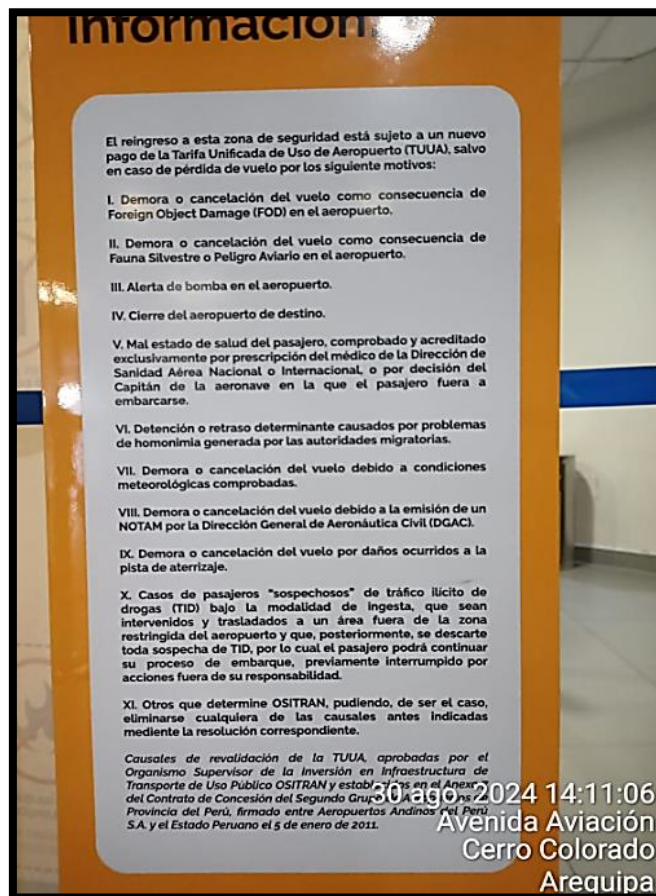 Información
El reingreso a esta zona de seguridad está sujeto a un nuevo
pago de la Tarifa Unificada de Uso de Aeropuerto (TUUA), salvo
en caso de pérdida de vuelo por los siguiente motivos:
I. Demora o cancelación del vuelo como consecuencia de
Foreign Object Damage (FOD) en el aeropuerto.
II. Demora o cancelación del vuelo como consecuencia de
Fauna Silvestre o Peligro Aviario en el aeropuerto.
III. Alerta de bomba en el aeropuerto.
IV. Cierre del aeropuerto de destino.
V. Mal estado de salud del pasajero, comprobado y acreditado
exclusivamente por prescripción del médico de la Dirección de
Sanidad Aérea Nacional o Internacional, o por decisión del
Capitán de la aeronave en la que el pasajero fuera a
embarcarse.
VI. Detención o retraso determinante causados por problemas
de homonimia generada por las autoridades migratorias.
VII. Demora o cancelación del vuelo debido a condiciones
meteorológicas comprobadas.
VIII. Demora o cancelación del vuelo debido a la emisión de un
NOTAM por la Dirección General de Aeronáutica Civil (DGAC).
IX. Demora o cancelación del vuelo por daños ocurridos a la
pista de aterrizaje.
X. Casos de pasajeros "sospechosos" de tráfico ilícito de
drogas (TID) bajo la modalidad de ingesta, que sean
intervenidos y trasladados a un área fuera de la zona
restringida del aeropuerto y que, posteriormente, se descarte
toda sospecha de TID, por lo cual el pasajero podrá continuar
su proceso de embarque, previamente interrumpido por
acciones fuera de su responsabilidad.
XI. Otros que determine OSITRAN, pudiendo, de ser el caso,
eliminarse cualquiera de las causales antes indicadas
mediente la resolución correspondiente.
Causales de revalidación de la TUUA, aprobadas por el
Organismo Supervisor de la Inversión en Infraestructura de
Transporte de Uso Público OSITRAN y en el
del Contrato de Concesión del Segundo
Provincia del Perú, firmado entre Aeropuertos Andinos del Perú
S.A. y el Estado Peruano el 5 de enero de 2011.
30 ago. 2024 14:11:06
Avenida Aviación
Cerro Colorado
Arequipa